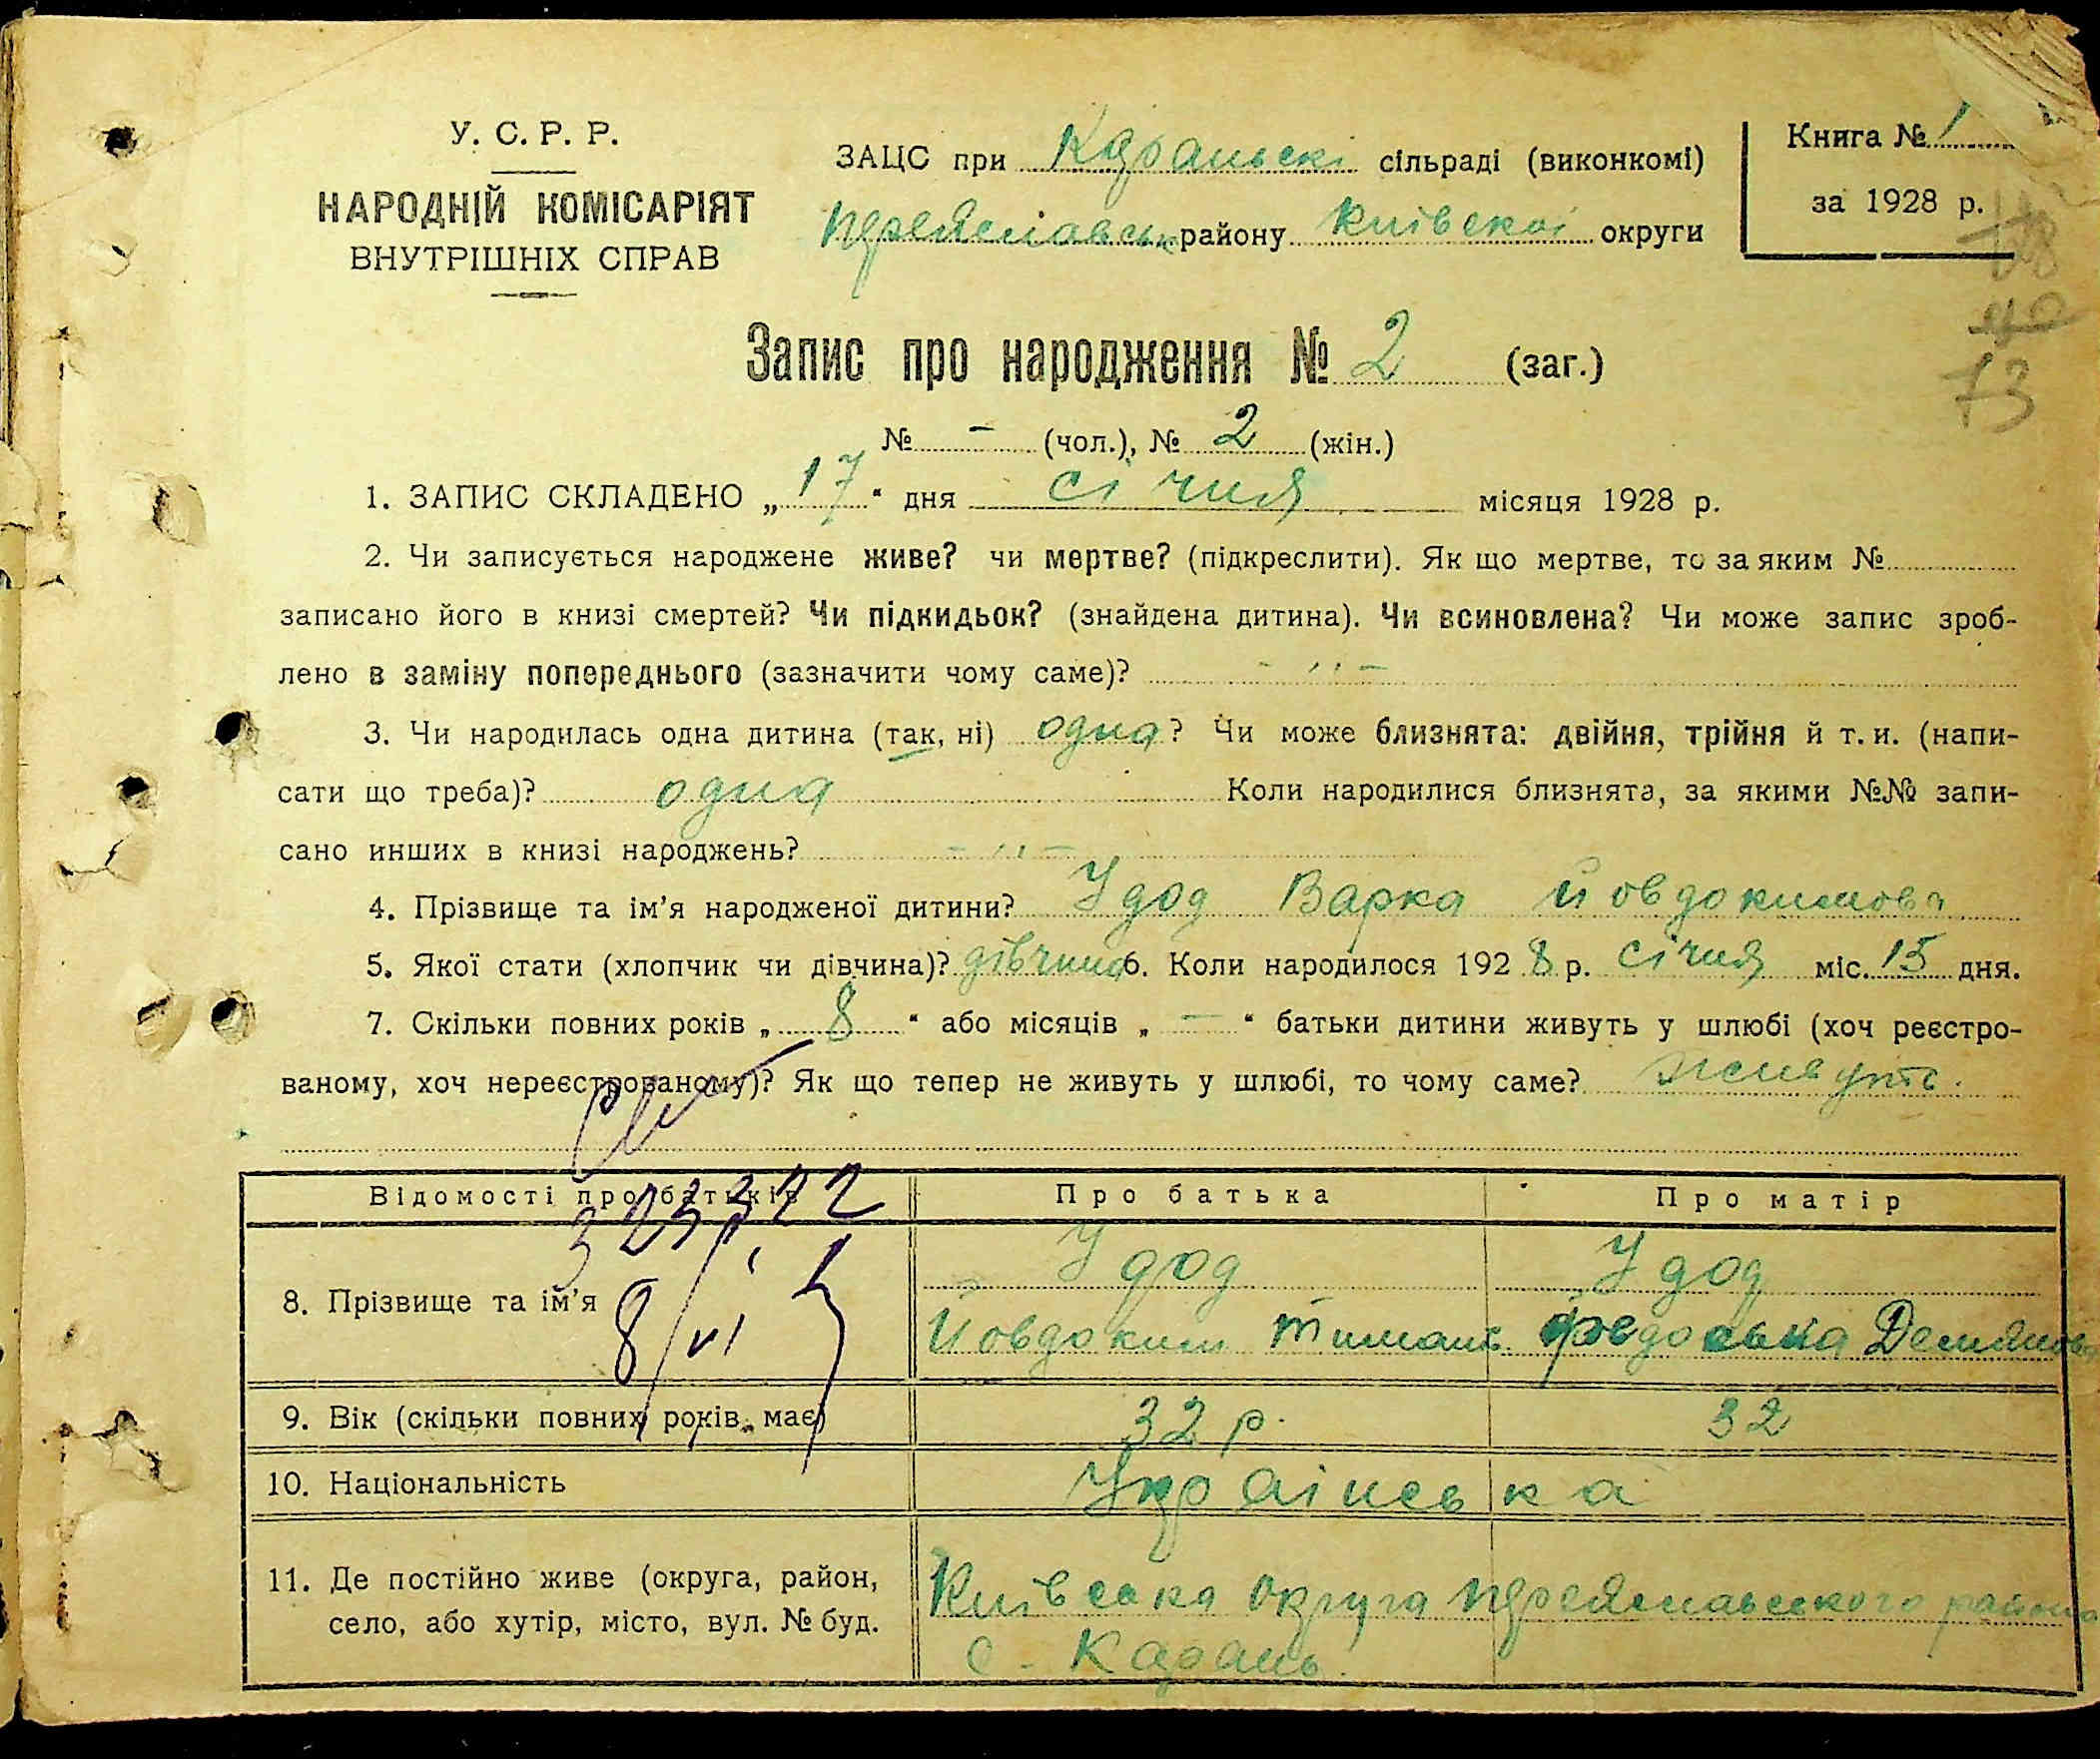 У. С. Р. Р.
НАРОДНІЙ КОМІСАРІЯТ
ВНУТРІШНІХ СПРАВ
ЗАЦС при Каранськi сільраді (виконкомі)
району Київської округи
Книга № 1
за 1928 р.
73
Запис про народження № 2 (заг.)
№ - (чол.), № 2 (жін.)
1. ЗАПИС СКЛАДЕНО „ 17 “ дня січня місяця 1928 р.
2. Чи записується народжене живе? чи мертве? (підкреслити). Як що мертве, то за яким №
записано його в книзі смертей? Чи підкидьок? (знайдена дитина). Чи всиновлена? Чи може запис зроб-
лено в заміну попереднього (зазначити чому саме)? - ,, -
3. Чи народилась одна дитина (так, ні) одна ? Чи може близнята: двійня, трійня й т. и. (напи-
сати що треба)? одна Коли народилися близнята, за якими №№ запи-
сано инших в книзі народжень? - ,, -
4. Прізвище та ім'я народженої дитини? Удод Варка Йовдокимова
5. Якої стати (хлопчик чи дівчина)? дівчина 6. Коли народилося 1928 р. січня міс. 15 дня.
7. Скільки повних років „ 8 “ або місяців „ — “ батьки дитини живуть у шлюбі (хоч реєстро-
ваному, хоч нереєстрованому)? Як що тепер не живуть у шлюбі, то чому саме? живуть.
Відомості про батьків Про батька Про матір
8. Прізвище та ім'я Удод Удод
Йовдоким Тиман. Федоська Демянова
9. Вік (скільки повних років має) 32 р. 32
10. Національність Українська
11. Де постійно живе (округа, район,
село, або хутір, місто, вул. № буд.
Київська округа Переяславського района
с. Карань.